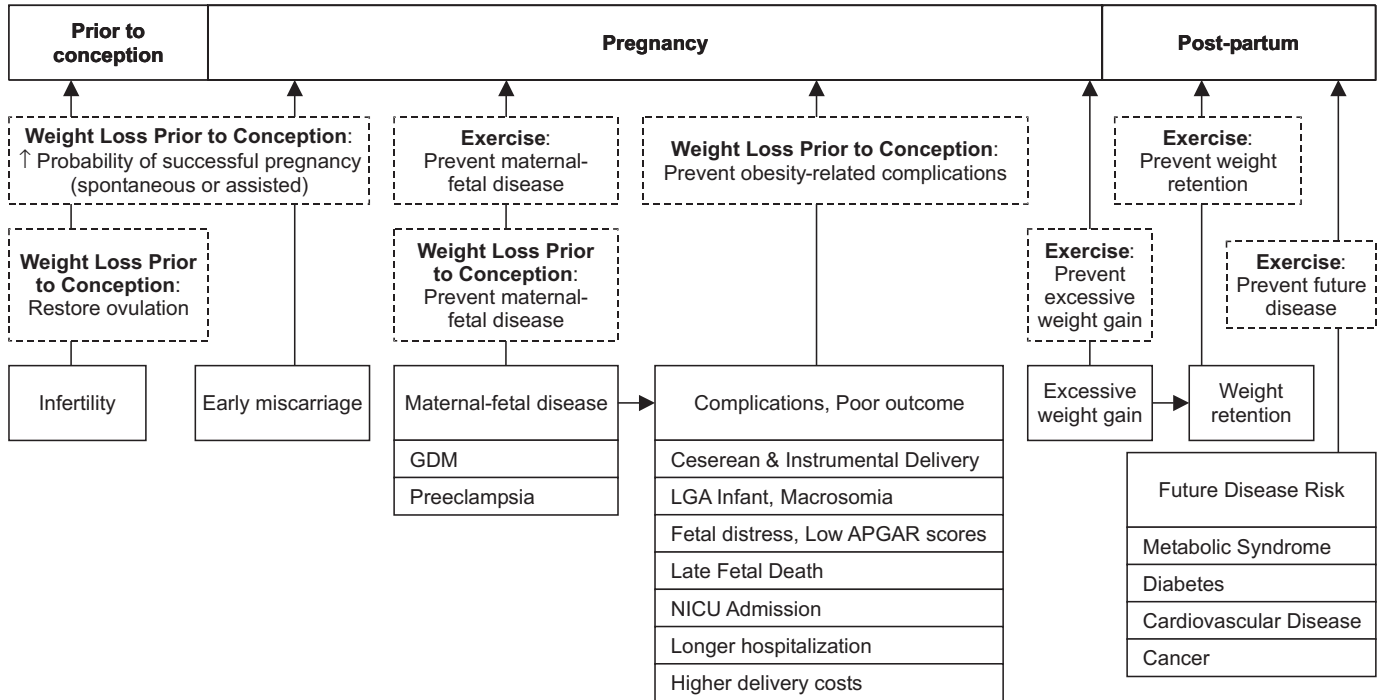 Prior to
conception
Pregnancy
Post-partum
Weight Loss Prior to Conception:
↑ Probability of successful pregnancy
(spontaneous or assisted)
Exercise:
Prevent maternal-
fetal disease
Weight Loss Prior to Conception:
Prevent obesity-related complications
Exercise:
Prevent weight
retention
Weight Loss Prior
to Conception:
Restore ovulation
Weight Loss Prior
to Conception:
Prevent maternal-
fetal disease
Exercise:
Prevent
excessive
weight gain
Exercise:
Prevent future
disease
Infertility
Early miscarriage
Maternal-fetal disease
GDM
Preeclampsia
Complications, Poor outcome
Ceserean & Instrumental Delivery
LGA Infant, Macrosomia
Fetal distress, Low APGAR scores
Late Fetal Death
NICU Admission
Longer hospitalization
Higher delivery costs
Excessive
weight gain
Weight
retention
Future Disease Risk
Metabolic Syndrome
Diabetes
Cardiovascular Disease
Cancer